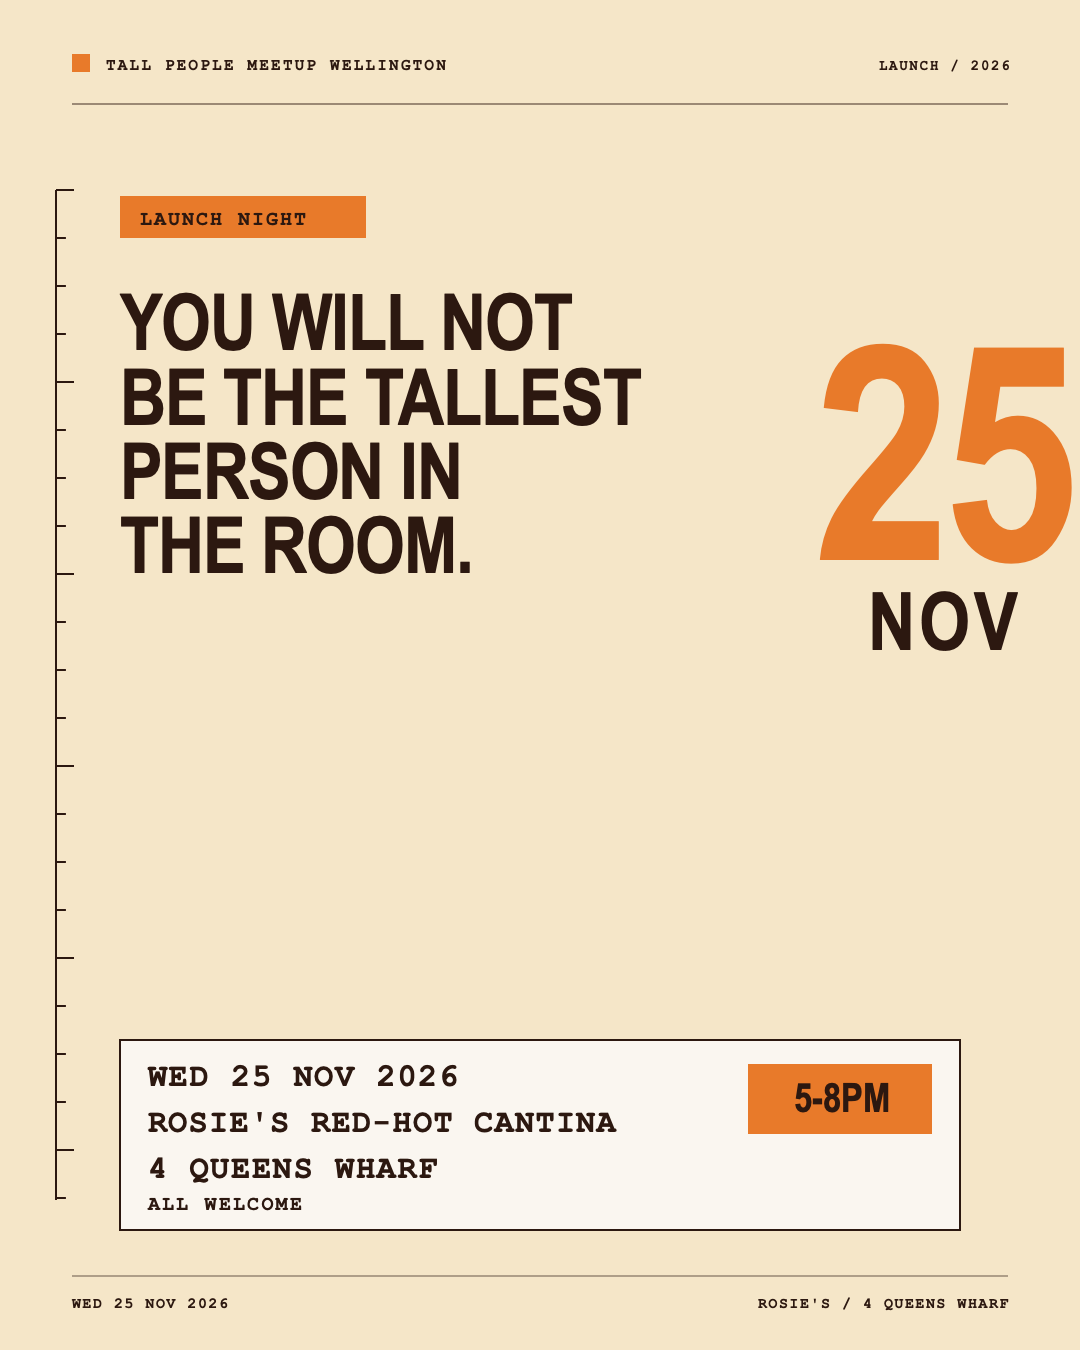 TALL PEOPLE MEETUP WELLINGTON
LAUNCH / 2026
LAUNCH NIGHT
YOU WILL NOT
BE THE TALLEST
PERSON IN
THE ROOM.
25
NOV
WED 25 NOV 2026
ROSIE'S RED-HOT CANTINA
4 QUEENS WHARF
ALL WELCOME
5-8PM
WED 25 NOV 2026
ROSIE'S / 4 QUEENS WHARF